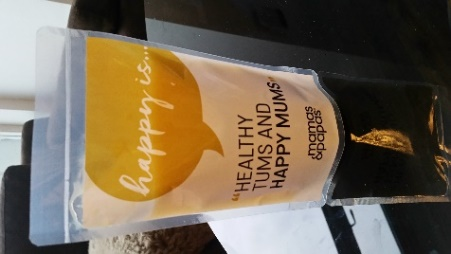 happy is...
"HEALTHY
TUMS AND
HAPPY MUMS"
mamas
&papas